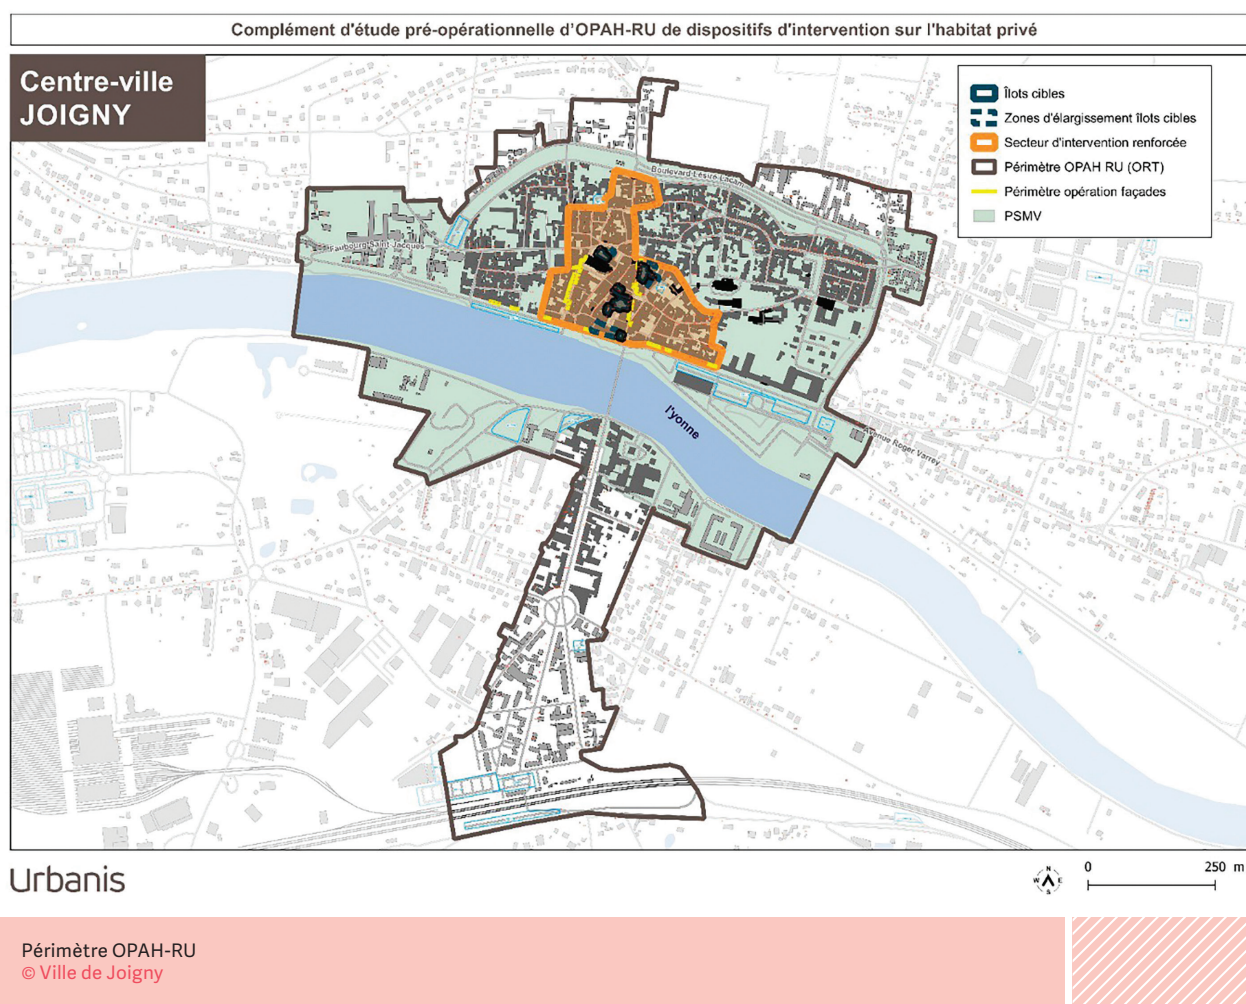 Complément d'étude pré-opérationnelle d'OPAH-RU de dispositifs d'intervention sur l'habitat privé
Centre-ville
JOIGNY
Îlots cibles
Zones d'élargissement îlots cibles
Secteur d'intervention renforcée
Périmètre OPAH RU (ORT)
Périmètre opération façades
PSMV
Boulevard Lesire Lacam
Faubourg Saint-Jacques
l'yonne
Avenue Roger Varrey
Urbanis
N
W E
S
0 250 m
Périmètre OPAH-RU
© Ville de Joigny